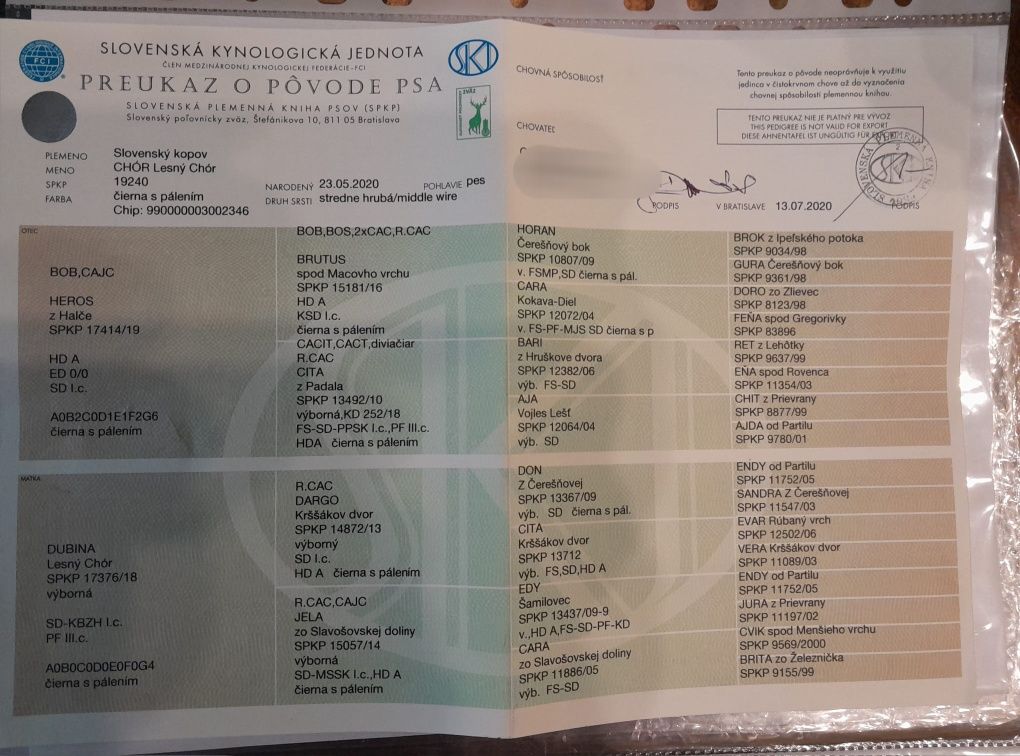 FCI
SLOVENSKÁ KYNOLOGICKÁ JEDNOTA
ČLEN MEDZINÁRODNEJ KYNOLOGICKEJ FEDERÁCIE-FCI
PREUKAZ O PÔVODE PSA
SLOVENSKÁ PLEMENNÁ KNIHA PSOV (SPKP)
Slovenský poľovnícky zväz, Štefánikova 10, 811 05 Bratislava
SKJ
PLEMENO Slovenský kopov
MENO CHÓR Lesný Chór
SPKP 19240
NARODENÝ 23.05.2020 POHLAVIE pes
FARBA čierna s pálením
DRUH SRSTI stredne hrubá/middle wire
Chip: 990000003002346
CHOVNÁ SPÔSOBILOSŤ
Tento preukaz o pôvode neoprávňuje k využitiu
jedinca v čistokrvnom chove až do vyznačenia
chovnej spôsobilosti plemennou knihou.
TENTO PREUKAZ NIE JE PLATNÝ PRE VÝVOZ
THIS PEDIGREE IS NOT VALID FOR EXPORT
DIESE AHNENTAFEL IST UNGÜLTIG FÜR
CHOVATEĽ
PODPIS
V BRATISLAVE 13.07.2020
PODPIS
OTEC
BOB,CAJC
HEROS
z Halče
SPKP 17414/19
HD A
ED 0/0
SD I.c.
A0B2C0D1E1F2G6
čierna s pálením
BOB,BOS,2xCAC,R.CAC
BRUTUS
spod Macovho vrchu
SPKP 15181/16
HD A
KSD I.c.
čierna s pálením
CACIT,CACT,diviačiar
R.CAC
CITA
z Padala
SPKP 13492/10
výborná,KD 252/18
FS-SD-PPSK I.c.,PF III.c.
HDA čierna s pálením
HORAN
Čerešňový bok
SPKP 10807/09
v. FSMP,SD čierna s pál.
CARA
Kokava-Diel
SPKP 12072/04
v. FS-PF-MJS SD čierna s p
BARI
z Hruškove dvora
SPKP 12382/06
výb. FS-SD
AJA
Vojles Lešť
SPKP 12064/04
výb. SD
BROK z Ipeľského potoka
SPKP 9034/98
GURA Čerešňový bok
SPKP 9361/98
DORO zo Zlievec
SPKP 8123/98
FEŇA spod Gregorivky
SPKP 83896
RET z Lehôtky
SPKP 9637/99
EŇA spod Rovenca
SPKP 11354/03
CHIT z Prievrany
SPKP 8877/99
AJDA od Partilu
SPKP 9780/01
MATKA
DUBINA
Lesný Chór
SPKP 17376/18
výborná
SD-KBZH I.c.
PF III.c.
A0B0C0D0E0F0G4
čierna s pálením
R.CAC
DARGO
Krššákov dvor
SPKP 14872/13
výborný
SD I.c.
HD A čierna s pálením
R.CAC,CAJC
JELA
zo Slavošovskej doliny
SPKP 15057/14
výborná
SD-MSSK I.c.,HD A
čierna s pálením
DON
Z Čerešňovej
SPKP 13367/09
výb. SD čierna s pál.
CITA
Krššákov dvor
SPKP 13712
výb. FS,SD,HD A
EDY
Šamilovec
SPKP 13437/09-9
v.,HD A,FS-SD-PF-KD
CARA
zo Slavošovskej doliny
SPKP 11886/05
výb. FS-SD
ENDY od Partilu
SPKP 11752/05
SANDRA Z Čerešňovej
SPKP 11547/03
EVAR Rúbaný vrch
SPKP 12502/06
VERA Krššákov dvor
SPKP 11089/03
ENDY od Partilu
SPKP 11752/05
JURA z Prievrany
SPKP 11197/02
CVIK spod Menšieho vrchu
SPKP 9569/2000
BRITA zo Železnička
SPKP 9155/99